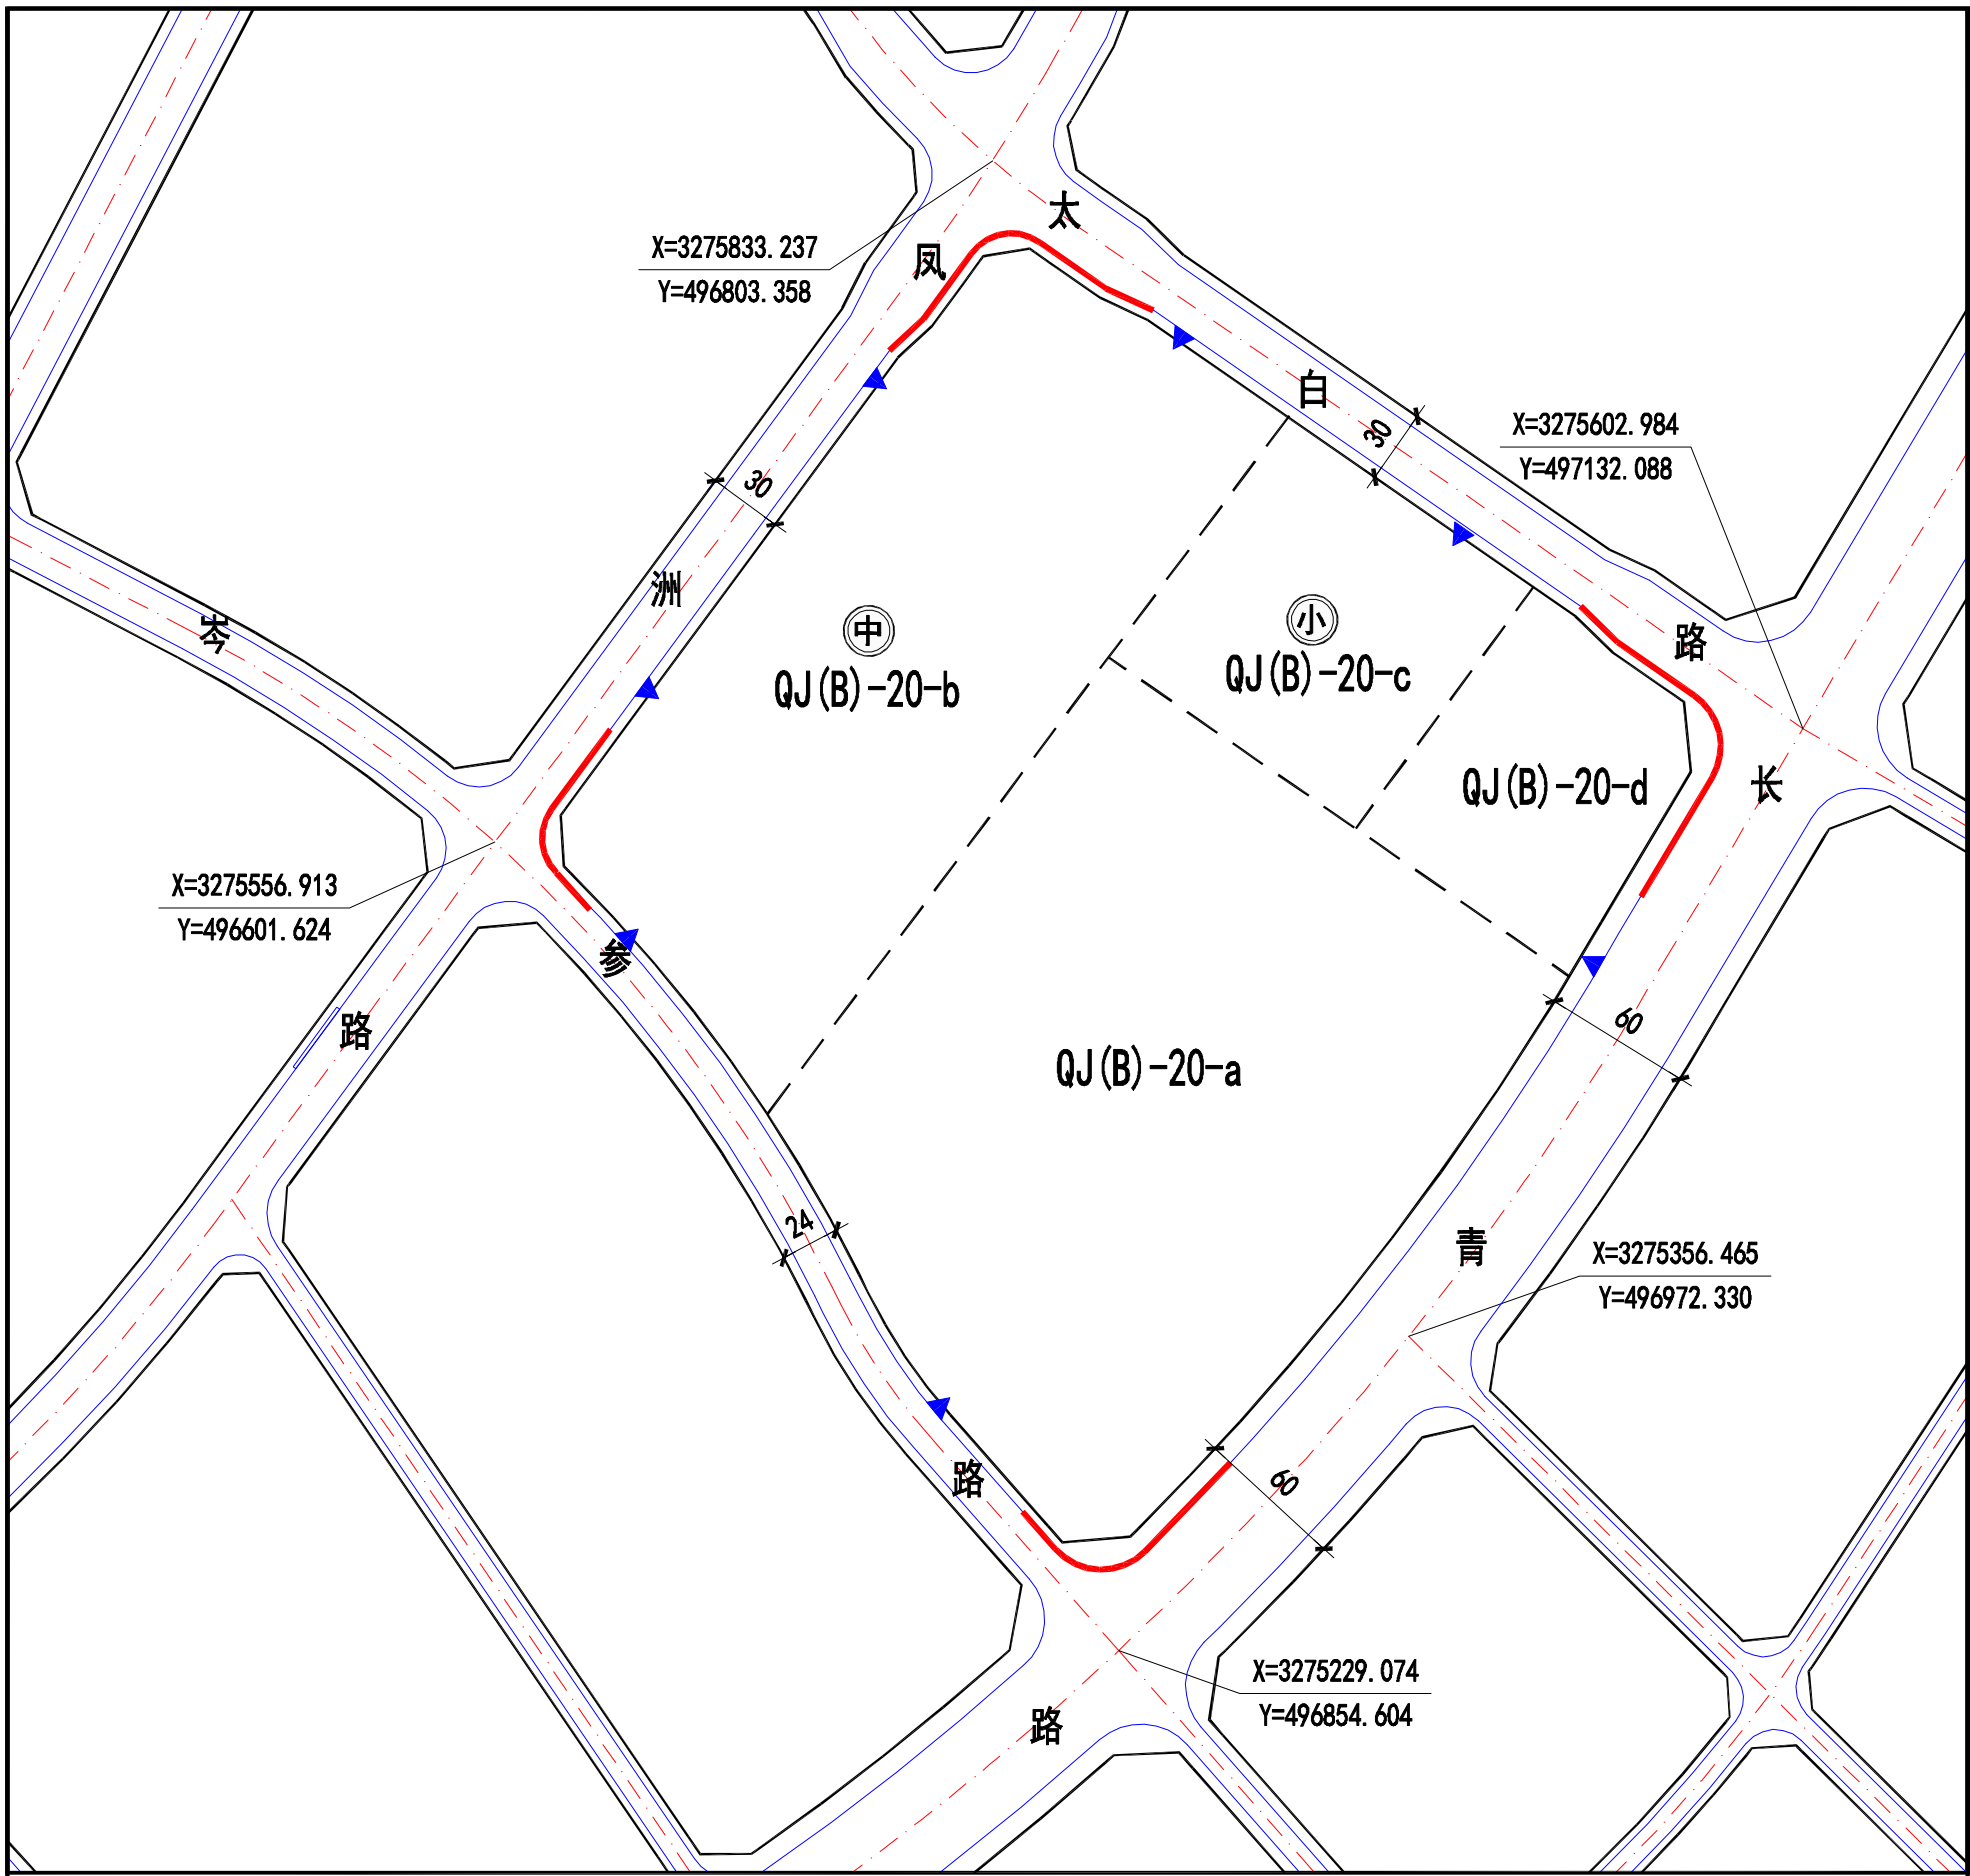 太
凤
X=3275833.237
Y=496803.358
白
30
X=3275602.984
Y=497132.088
30
洲
中
小
岑
路
QJ(B)-20-b
QJ(B)-20-c
QJ(B)-20-d
长
X=3275556.913
Y=496601.624
参
路
60
QJ(B)-20-a
24
青
X=3275356.465
Y=496972.330
路
60
X=3275229.074
Y=496854.604
路